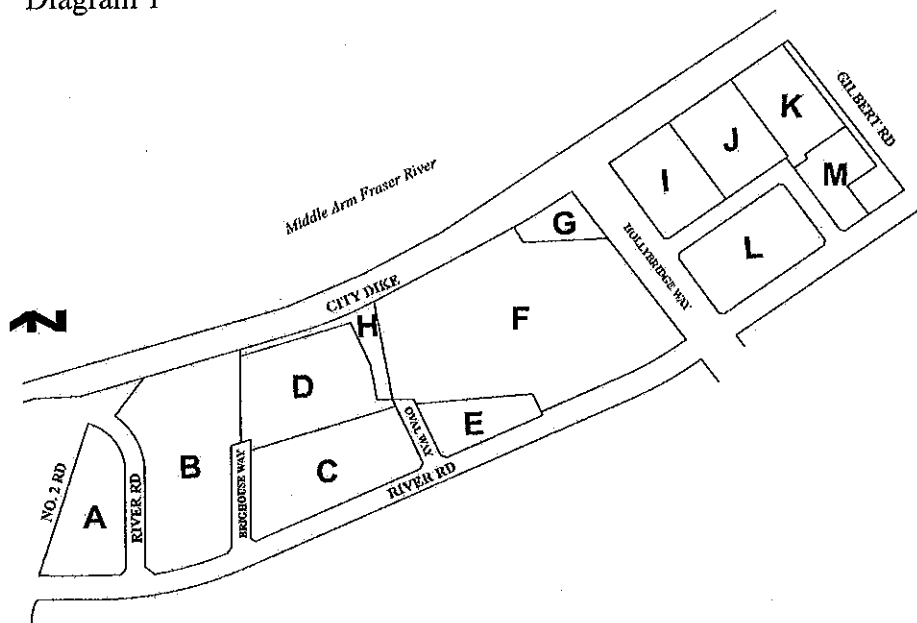 Diagram 1
GILBERT RD
K
J
M
I
Middle Arm Fraser River
G
HOLLYBRIDGE WAY
L
CITY DIKE
H
F
N
D
OVAL WAY
E
NO. 2 RD
B
C
A
RIVER RD
BRIGHOUSE WAY
RIVER RD